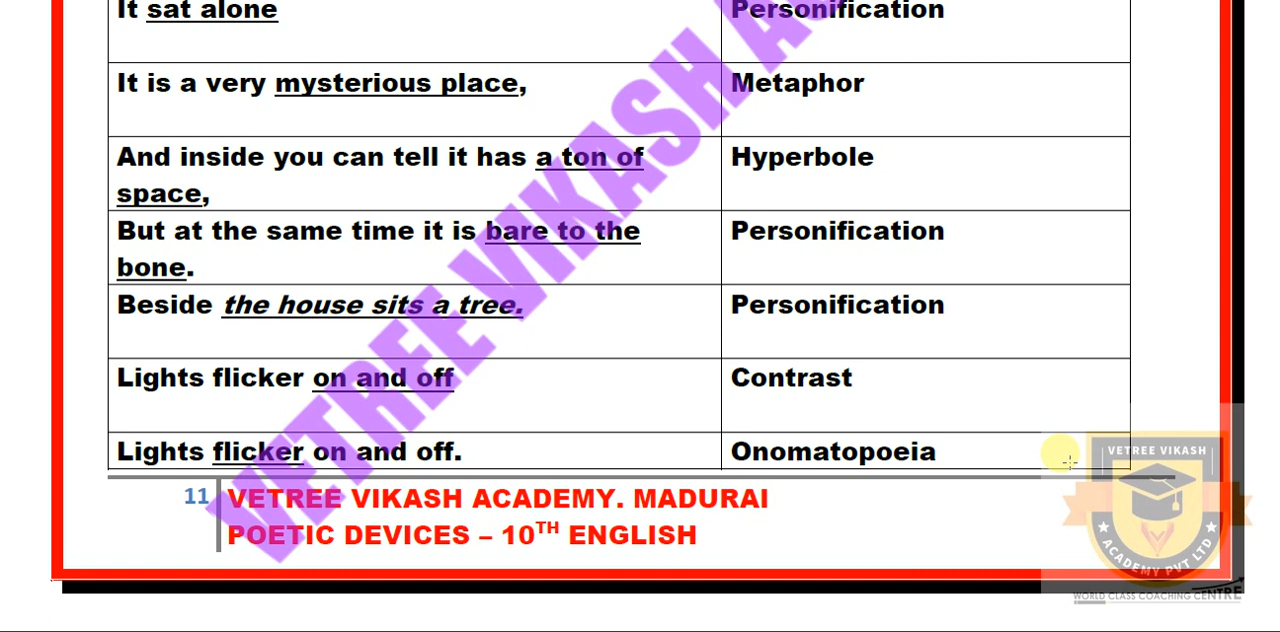 It sat alone Personification
It is a very mysterious place, Metaphor
And inside you can tell it has a ton of Hyperbole
space,
But at the same time it is bare to the Personification
bone.
Beside the house sits a tree. Personification
Lights flicker on and off Contrast
Lights flicker on and off. Onomatopoeia
11 VETREE VIKASH ACADEMY. MADURAI
POETIC DEVICES – 10TH ENGLISH
VETREE VIKASH
ACADEMY PVT LTD
WORLD CLASS COACHING CENTRE
VETREE VIKASH